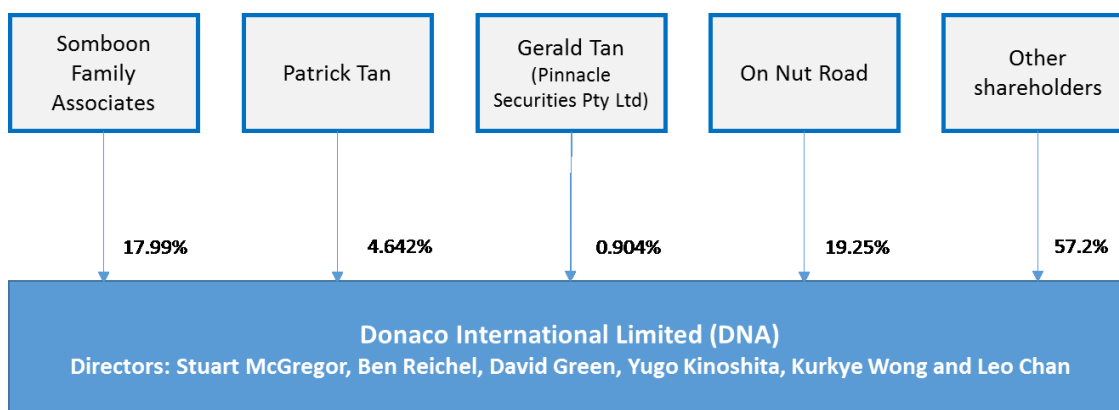 Somboon
Family
Associates
Patrick Tan
Gerald Tan
(Pinnacle
Securities Pty Ltd)
On Nut Road
Other
shareholders
17.99%
4.642%
0.904%
19.25%
57.2%
Donaco International Limited (DNA)
Directors: Stuart McGregor, Ben Reichel, David Green, Yugo Kinoshita, Kurkye Wong and Leo Chan